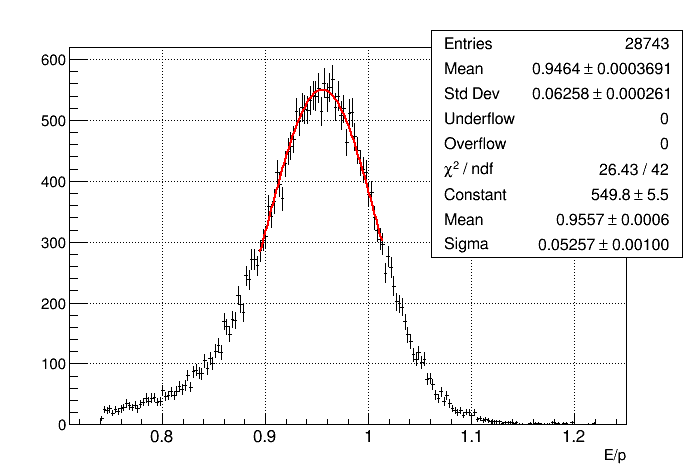 Entries 28743
Mean 0.9464 ± 0.0003691
Std Dev 0.06258 ± 0.000261
Underflow 0
Overflow 0
χ² / ndf 26.43 / 42
Constant 549.8 ± 5.5
Mean 0.9557 ± 0.0006
Sigma 0.05257 ± 0.00100
600
500
400
300
200
100
0
0.8 0.9 1 1.1 1.2
E/p